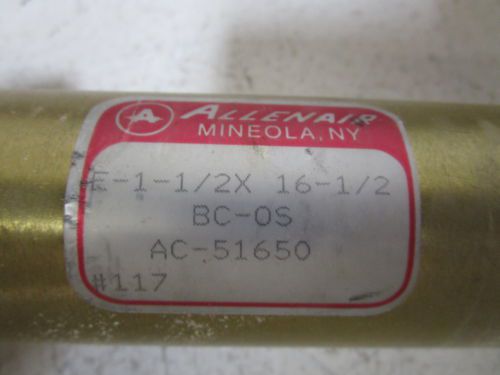 A ALLENAIR
MINEOLA, NY
E-1-1/2X 16-1/2
BC-OS
AC-51650
#117